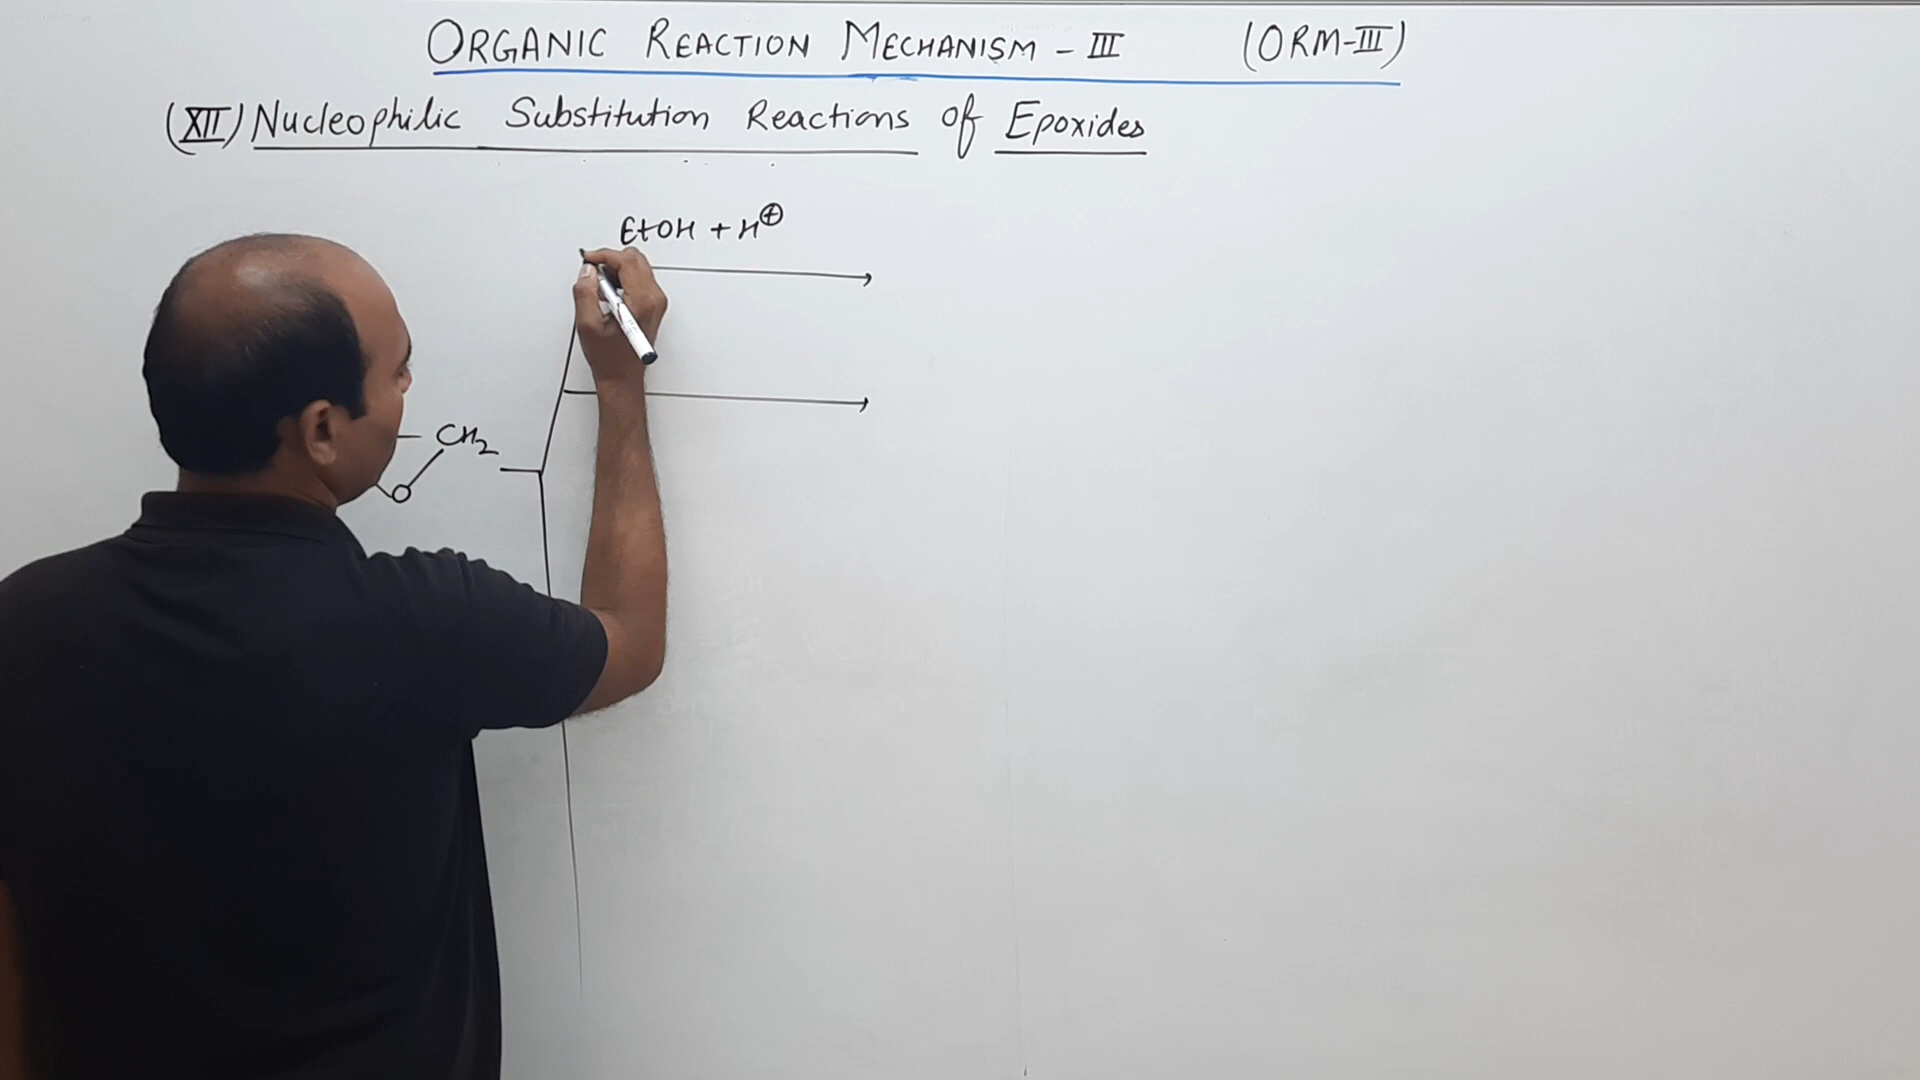 ORGANIC REACTION MECHANISM - III (ORM-III)
(XII) Nucleophilic Substitution Reactions of Epoxides
EtOH + H⊕
— CH2
O